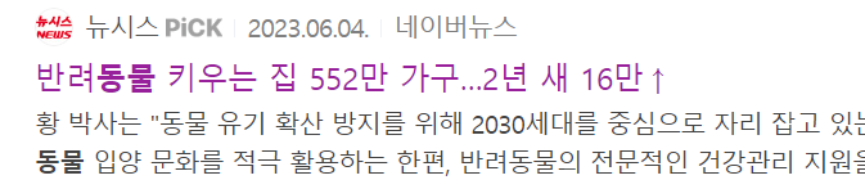 뉴시스 NEWS 뉴시스 PiCK 2023.06.04. 네이버뉴스
반려동물 키우는 집 552만 가구...2년 새 16만↑
황 박사는 "동물 유기 확산 방지를 위해 2030세대를 중심으로 자리 잡고 있는
동물 입양 문화를 적극 활용하는 한편, 반려동물의 전문적인 건강관리 지원을